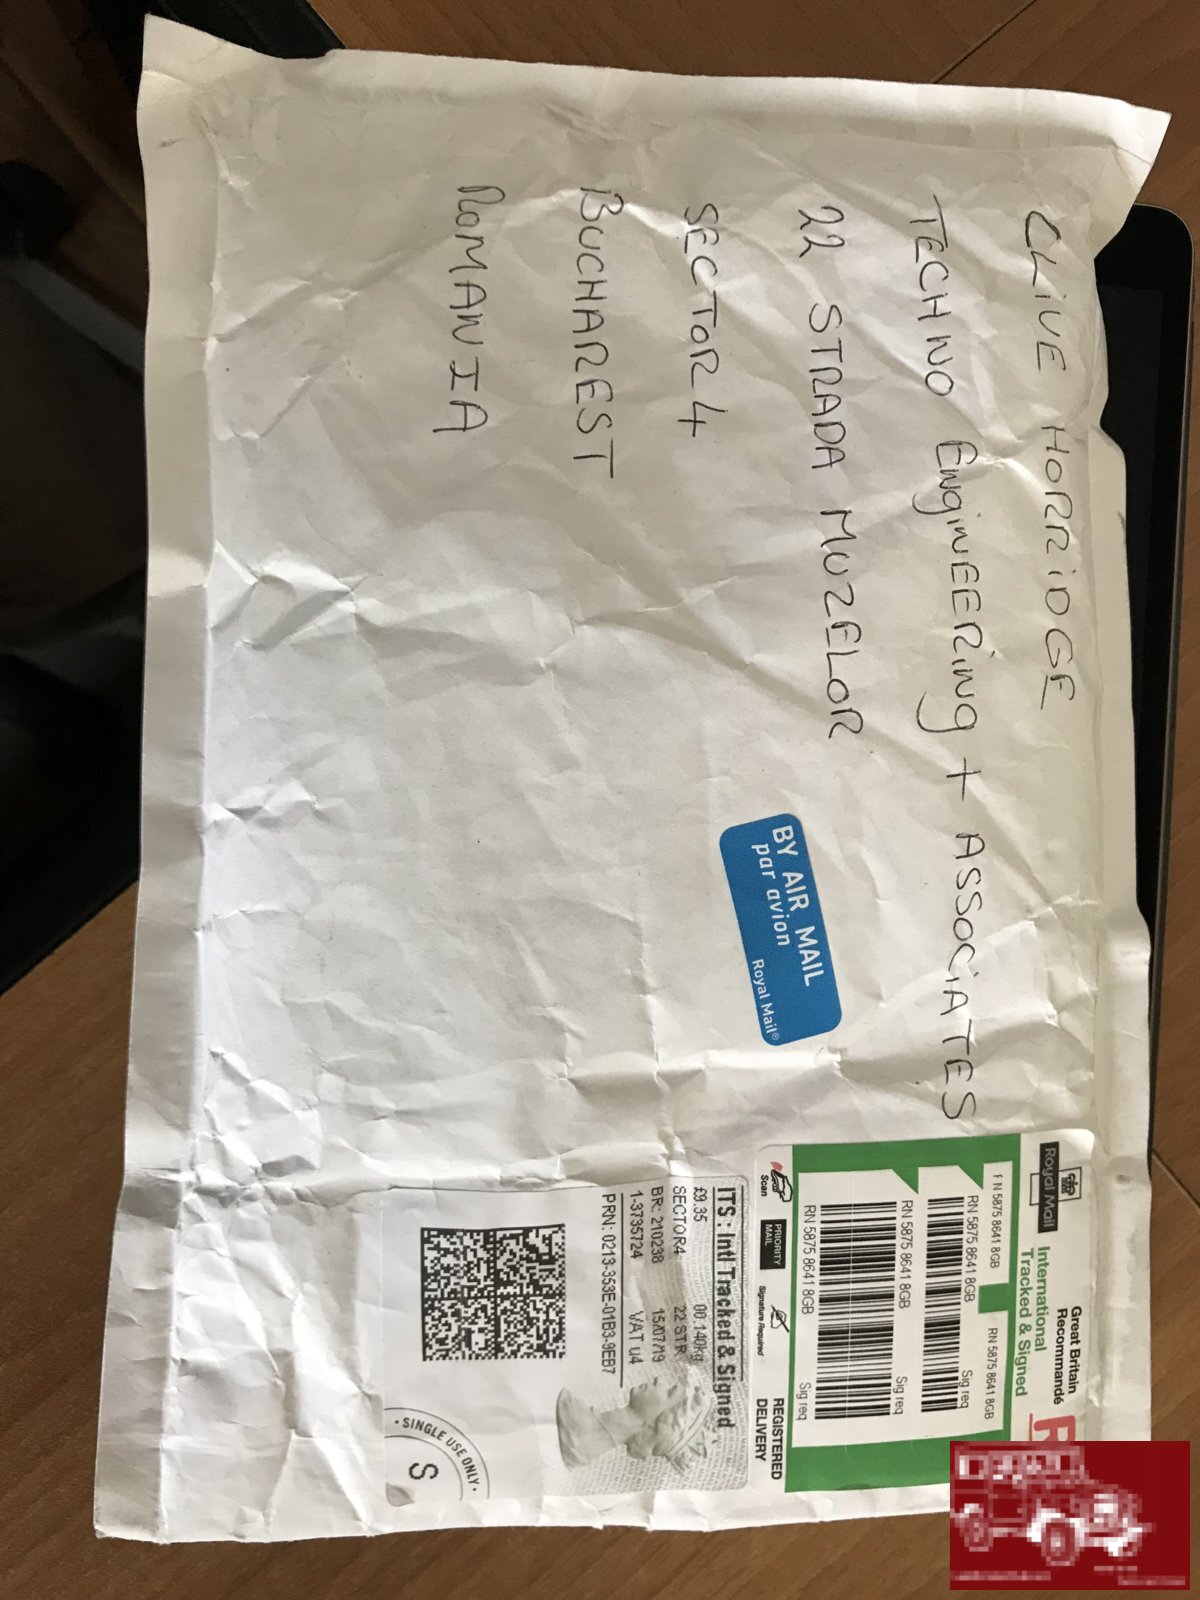 CLiVE HORRiDGE
TECHNO EnginEERing + ASSOCiATES
22 STRADA MUZELOR
SECTOR 4
BUCHAREST
ROMANIA
BY AIR MAIL
par avion
Royal Mail®
Royal Mail
Great Britain
Recommandé
International
Tracked & Signed
RN 5875 8641 8GB
RN 5875 8641 8GB
RN 5875 8641 8GB
Sig req
RN 5875 8641 8GB
Sig req
RN 5875 8641 8GB
Sig req
Scan
PRIORITY
MAIL
Signature Required
REGISTERED
DELIVERY
ITS : Intl Tracked & Signed
£9.35 00.140kg
SECTOR4 22 STR
BR: 210238 15/07/19
1-3735724 VAT u4
PRN: 0213-353E-01B3-9EB7
• SINGLE USE ONLY •
S